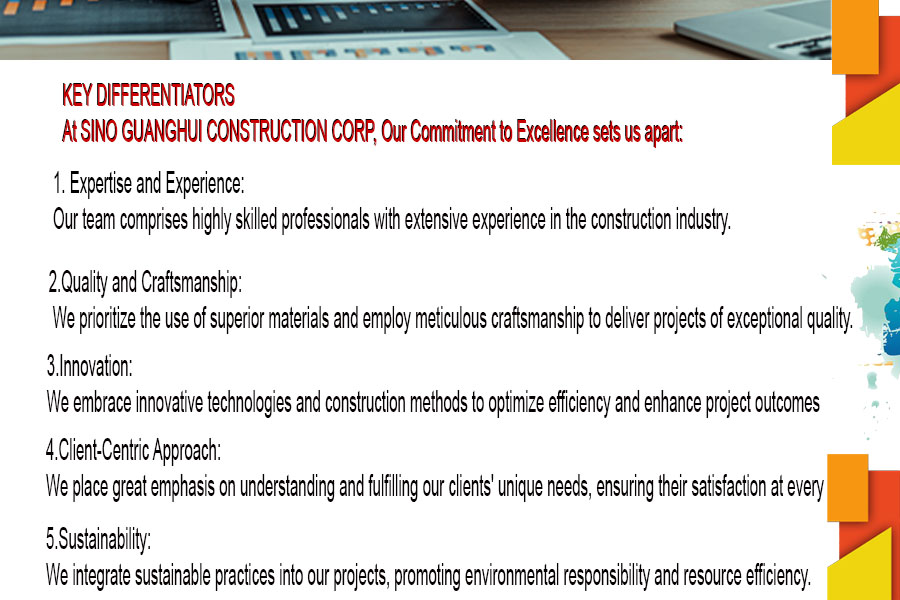 KEY DIFFERENTIATORS
At SINO GUANGHUI CONSTRUCTION CORP, Our Commitment to Excellence sets us apart:
1. Expertise and Experience:
Our team comprises highly skilled professionals with extensive experience in the construction industry.
2.Quality and Craftsmanship:
We prioritize the use of superior materials and employ meticulous craftsmanship to deliver projects of exceptional quality.
3.Innovation:
We embrace innovative technologies and construction methods to optimize efficiency and enhance project outcomes
4.Client-Centric Approach:
We place great emphasis on understanding and fulfilling our clients' unique needs, ensuring their satisfaction at every
5.Sustainability:
We integrate sustainable practices into our projects, promoting environmental responsibility and resource efficiency.